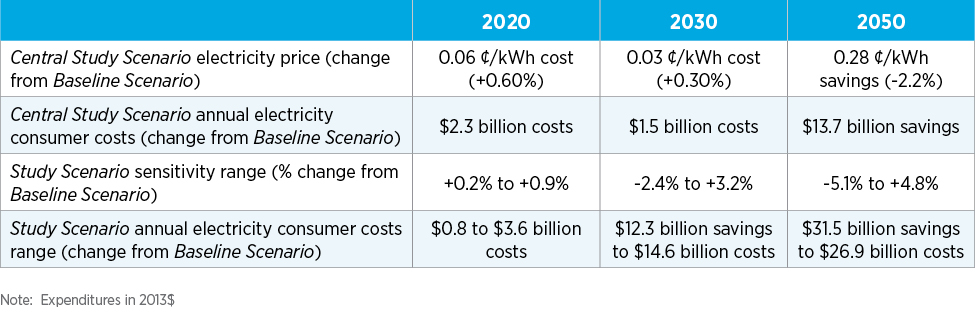 2020 2030 2050
Central Study Scenario electricity price (change 0.06 ¢/kWh cost 0.03 ¢/kWh cost 0.28 ¢/kWh
from Baseline Scenario) (+0.60%) (+0.30%) savings (-2.2%)
Central Study Scenario annual electricity
consumer costs (change from Baseline Scenario) $2.3 billion costs $1.5 billion costs $13.7 billion savings
Study Scenario sensitivity range (% change from
Baseline Scenario) +0.2% to +0.9% -2.4% to +3.2% -5.1% to +4.8%
Study Scenario annual electricity consumer costs $0.8 to $3.6 billion $12.3 billion savings $31.5 billion savings
range (change from Baseline Scenario) costs to $14.6 billion costs to $26.9 billion costs
Note: Expenditures in 2013$